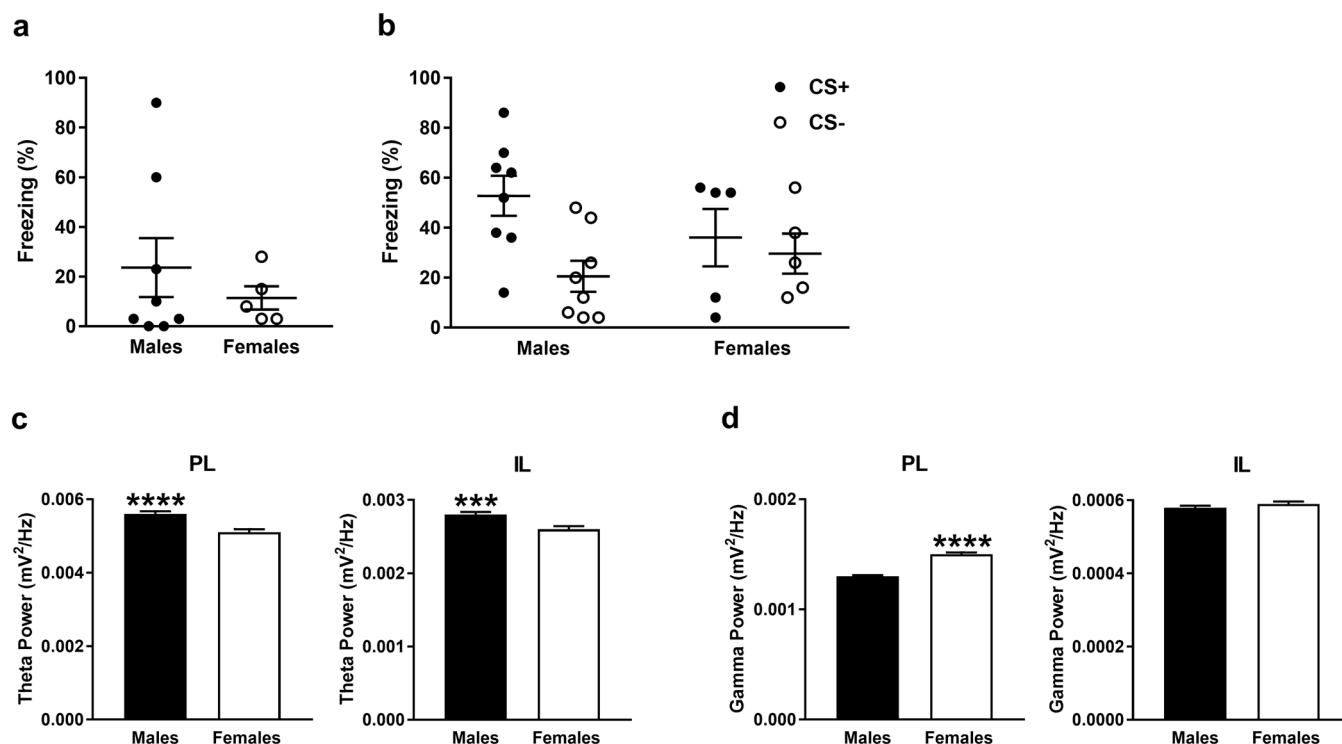 a
Freezing (%)
100
80
60
40
20
0
Males Females
b
Freezing (%)
100
80
60
40
20
0
CS+
CS-
Males Females
c
PL
Theta Power (mV²/Hz)
0.006
0.004
0.002
0.000
****
Males Females
IL
Theta Power (mV²/Hz)
0.003
0.002
0.001
0.000
***
Males Females
d
PL
Gamma Power (mV²/Hz)
0.002
0.001
0.000
****
Males Females
IL
Gamma Power (mV²/Hz)
0.0006
0.0004
0.0002
0.0000
Males Females